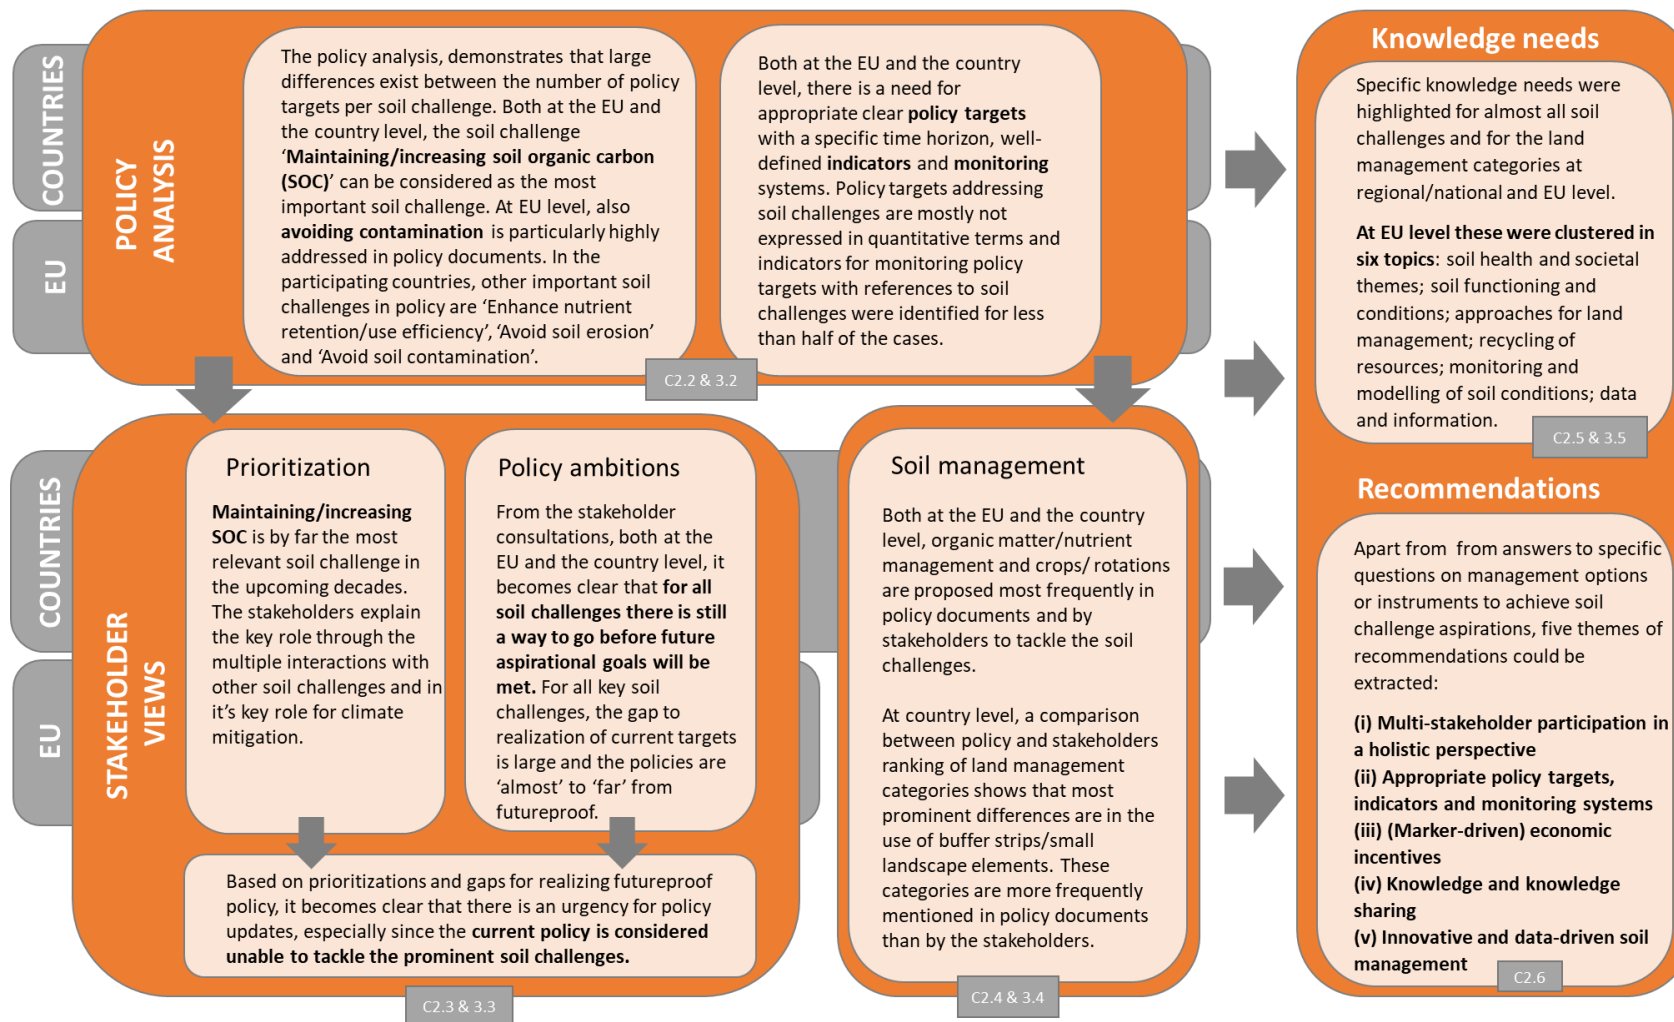 COUNTRIES
EU
POLICY
ANALYSIS
The policy analysis, demonstrates that large
differences exist between the number of policy
targets per soil challenge. Both at the EU and
the country level, the soil challenge
‘Maintaining/increasing soil organic carbon
(SOC)’ can be considered as the most
important soil challenge. At EU level, also
avoiding contamination is particularly highly
addressed in policy documents. In the
participating countries, other important soil
challenges in policy are ‘Enhance nutrient
retention/use efficiency’, ‘Avoid soil erosion’
and ‘Avoid soil contamination’.
Both at the EU and the country
level, there is a need for
appropriate clear policy targets
with a specific time horizon, well-
defined indicators and monitoring
systems. Policy targets addressing
soil challenges are mostly not
expressed in quantitative terms and
indicators for monitoring policy
targets with references to soil
challenges were identified for less
than half of the cases.
C2.2 & 3.2
COUNTRIES
EU
STAKEHOLDER
VIEWS
Prioritization
Maintaining/increasing
SOC is by far the most
relevant soil challenge in
the upcoming decades.
The stakeholders explain
the key role through the
multiple interactions with
other soil challenges and in
it’s key role for climate
mitigation.
Policy ambitions
From the stakeholder
consultations, both at the
EU and the country level, it
becomes clear that for all
soil challenges there is still
a way to go before future
aspirational goals will be
met. For all key soil
challenges, the gap to
realization of current targets
is large and the policies are
‘almost’ to ‘far’ from
futureproof.
Based on prioritizations and gaps for realizing futureproof
policy, it becomes clear that there is an urgency for policy
updates, especially since the current policy is considered
unable to tackle the prominent soil challenges.
C2.3 & 3.3
Soil management
Both at the EU and the country
level, organic matter/nutrient
management and crops/ rotations
are proposed most frequently in
policy documents and by
stakeholders to tackle the soil
challenges.
At country level, a comparison
between policy and stakeholders
ranking of land management
categories shows that most
prominent differences are in the
use of buffer strips/small
landscape elements. These
categories are more frequently
mentioned in policy documents
than by the stakeholders.
C2.4 & 3.4
Knowledge needs
Specific knowledge needs were
highlighted for almost all soil
challenges and for the land
management categories at
regional/national and EU level.
At EU level these were clustered in
six topics: soil health and societal
themes; soil functioning and
conditions; approaches for land
management; recycling of
resources; monitoring and
modelling of soil conditions; data
and information.
C2.5 & 3.5
Recommendations
Apart from from answers to specific
questions on management options
or instruments to achieve soil
challenge aspirations, five themes of
recommendations could be
extracted:
(i) Multi-stakeholder participation in
a holistic perspective
(ii) Appropriate policy targets,
indicators and monitoring systems
(iii) (Marker-driven) economic
incentives
(iv) Knowledge and knowledge
sharing
(v) Innovative and data-driven soil
management
C2.6